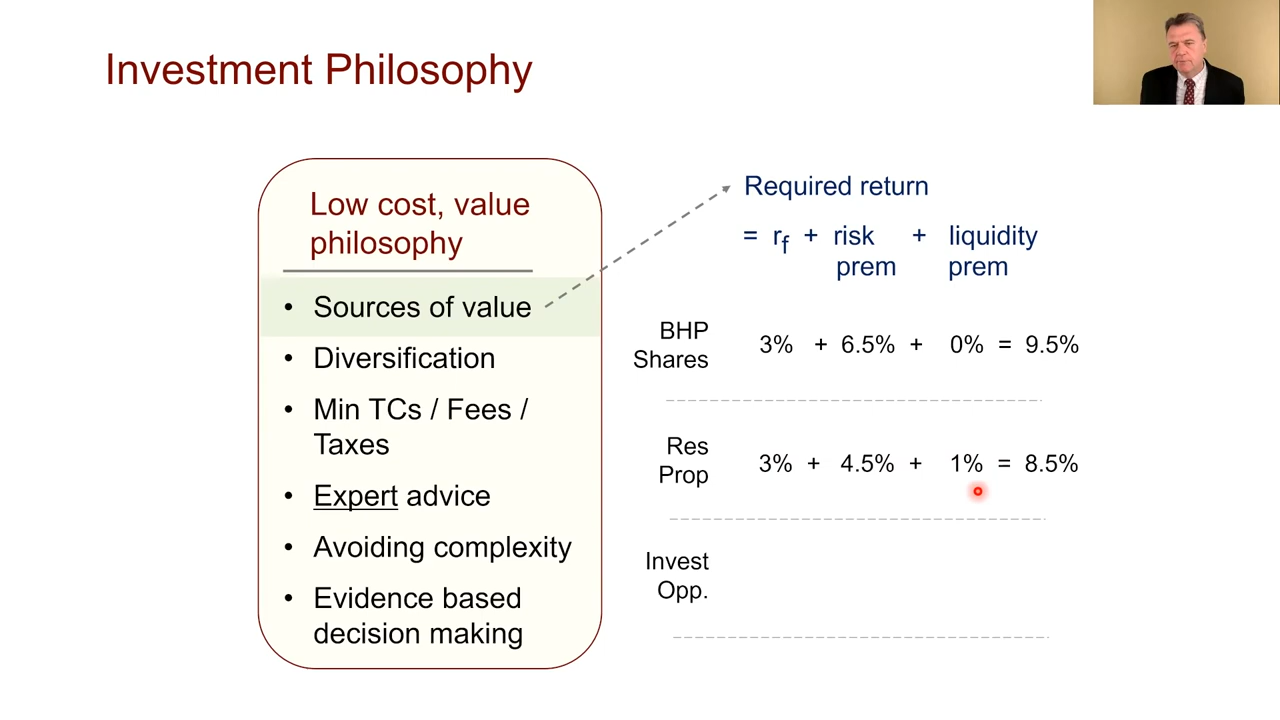 Investment Philosophy
Low cost, value
philosophy
• Sources of value
• Diversification
• Min TCs / Fees /
Taxes
• Expert advice
• Avoiding complexity
• Evidence based
decision making
Required return
= rf + risk + liquidity
prem prem
BHP
Shares
3% + 6.5% + 0% = 9.5%
Res
Prop
3% + 4.5% + 1% = 8.5%
Invest
Opp.